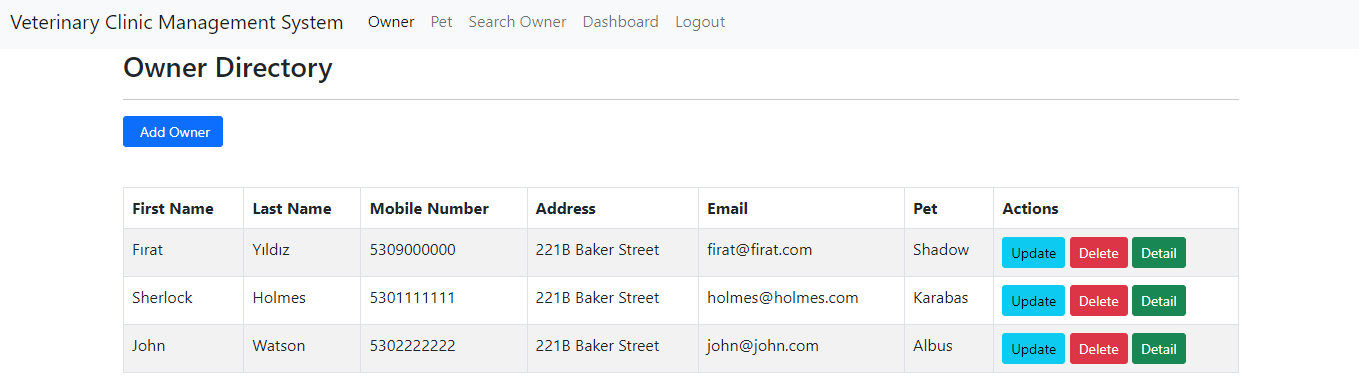 Veterinary Clinic Management System Owner Pet Search Owner Dashboard Logout
Owner Directory
Add Owner
First Name Last Name Mobile Number Address Email Pet Actions
Fırat Yıldız 5309000000 221B Baker Street firat@firat.com Shadow Update Delete Detail
Sherlock Holmes 5301111111 221B Baker Street holmes@holmes.com Karabas Update Delete Detail
John Watson 5302222222 221B Baker Street john@john.com Albus Update Delete Detail